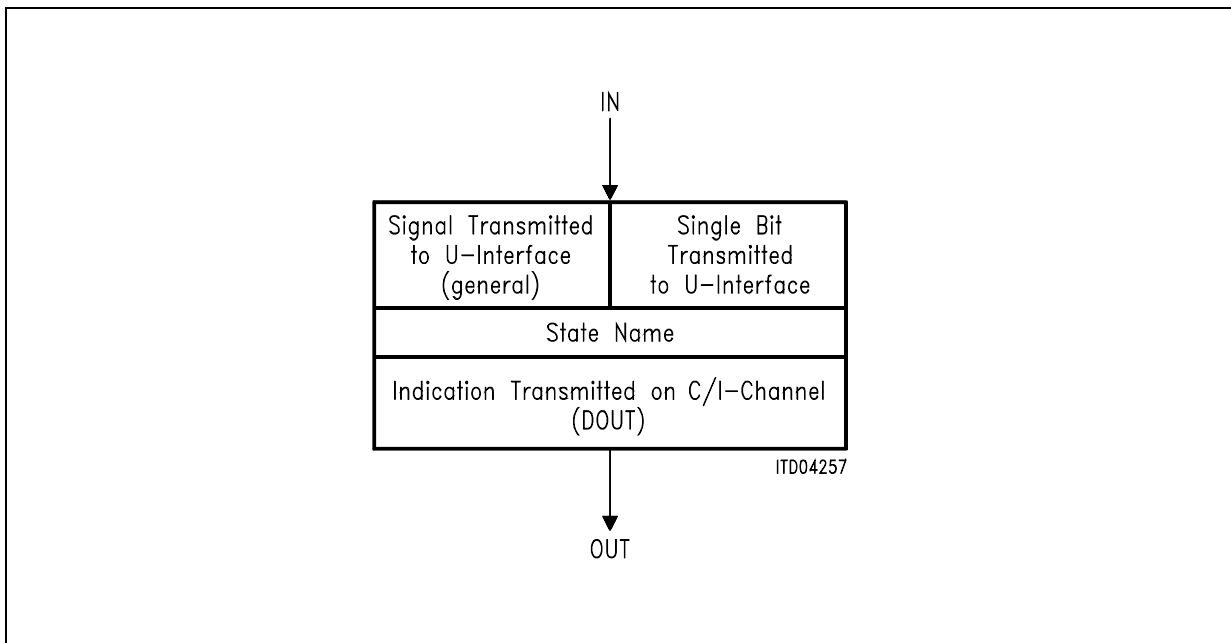 IN
Signal Transmitted
to U-Interface
(general)
Single Bit
Transmitted
to U-Interface
State Name
Indication Transmitted on C/I-Channel
(DOUT)
ITD04257
OUT